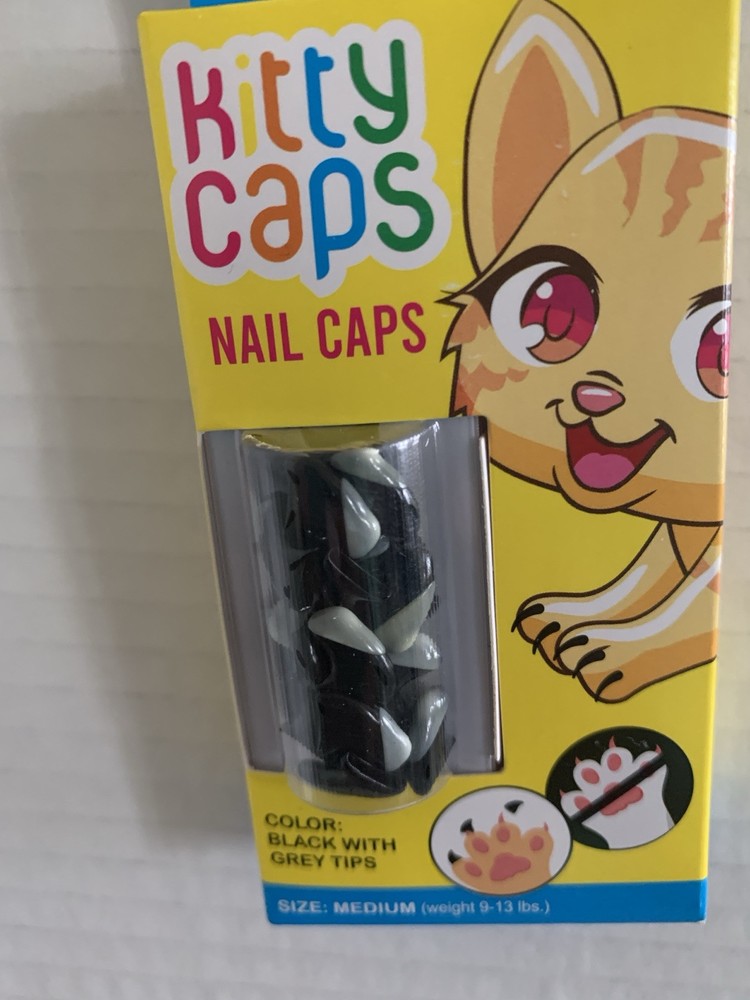 kitty
caps
NAIL CAPS
COLOR:
BLACK WITH
GREY TIPS
SIZE: MEDIUM (weight 9-13 lbs.)